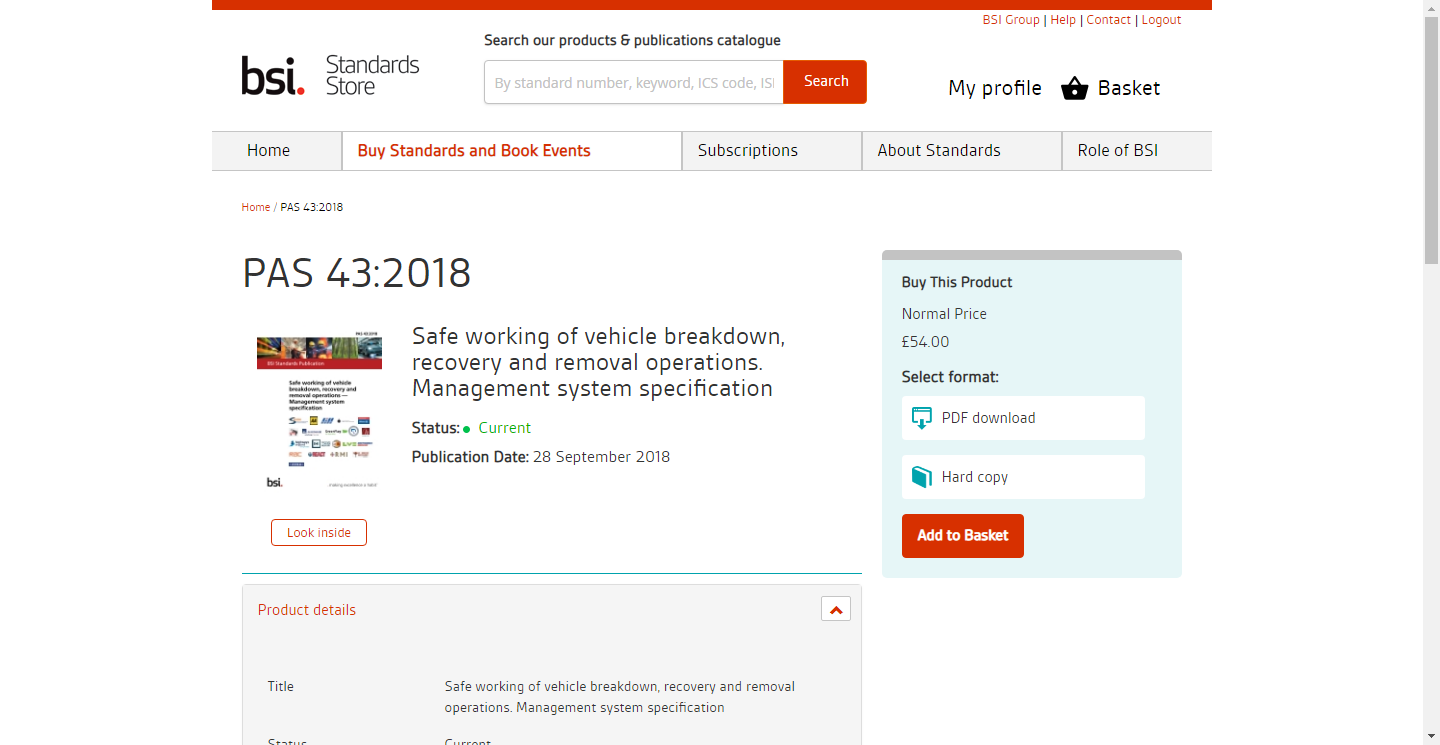 BSI Group | Help | Contact | Logout
Search our products & publications catalogue
bsi. Standards
Store
By standard number, keyword, ICS code, ISI
Search
My profile
Basket
Home
Buy Standards and Book Events
Subscriptions
About Standards
Role of BSI
Home / PAS 43:2018
PAS 43:2018
PAS 43:2018
BSI Standards Publication
Safe working of vehicle
breakdown, recovery and
removal operations —
Management system
specification
bsi.
...making excellence a habit
Look inside
Safe working of vehicle breakdown,
recovery and removal operations.
Management system specification
Status: Current
Publication Date: 28 September 2018
Buy This Product
Normal Price
£54.00
Select format:
PDF download
Hard copy
Add to Basket
Product details
Title
Safe working of vehicle breakdown, recovery and removal
operations. Management system specification
Status
Current